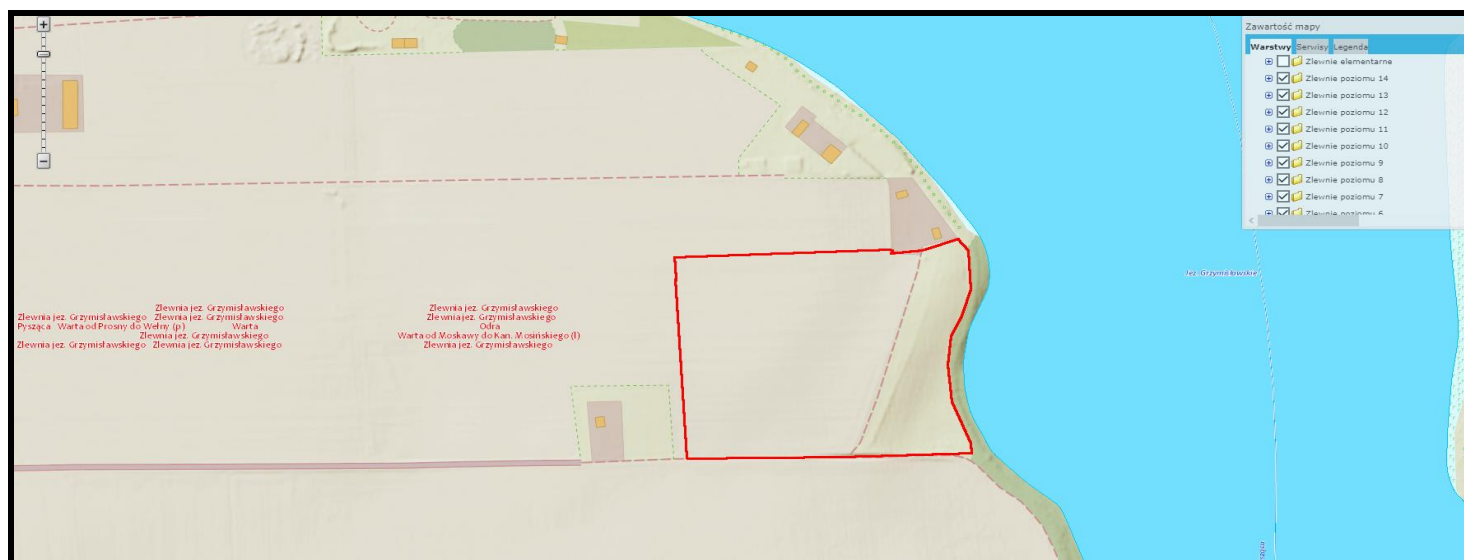 Zawartość mapy
Warstwy Serwisy Legenda
Zlewnie elementarne
Zlewnie poziomu 14
Zlewnie poziomu 13
Zlewnie poziomu 12
Zlewnie poziomu 11
Zlewnie poziomu 10
Zlewnie poziomu 9
Zlewnie poziomu 8
Zlewnie poziomu 7
Zlewnie poziomu 6
Jez. Grzymisławskie
Zlewnia jez. Grzymisławskiego
Zlewnia jez. Grzymisławskiego Zlewnia jez. Grzymisławskiego
Pysząca Warta od Prosny do Wełny (p) Warta
Zlewnia jez. Grzymisławskiego
Zlewnia jez. Grzymisławskiego Zlewnia jez. Grzymisławskiego
Zlewnia jez. Grzymisławskiego
Zlewnia jez. Grzymisławskiego
Odra
Warta od Moskawy do Kan. Mosińskiego (l)
Zlewnia jez. Grzymisławskiego